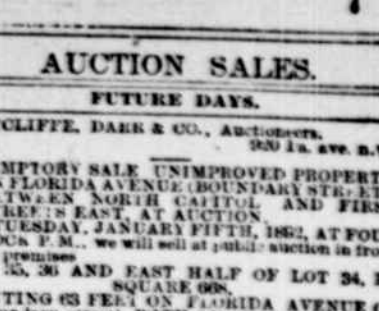 AUCTION SALES.
FUTURE DAYS.
CLIFFE, DARR & CO., Auctioneers.
920 Pa. ave. n.
MPTORY SALE UNIMPROVED PROPERT
FLORIDA AVENUE (BOUNDARY STREET
TWEEN NORTH CAPITOL AND FIRS
REETS EAST, AT AUCTION.
TUESDAY, JANUARY FIFTH, 1892, AT FOU
OCK P. M., we will sell at public auction in fro
premises
35, 36 AND EAST HALF OF LOT 34,
SQUARE 668,
TING 63 FEET ON FLORIDA AVENUE